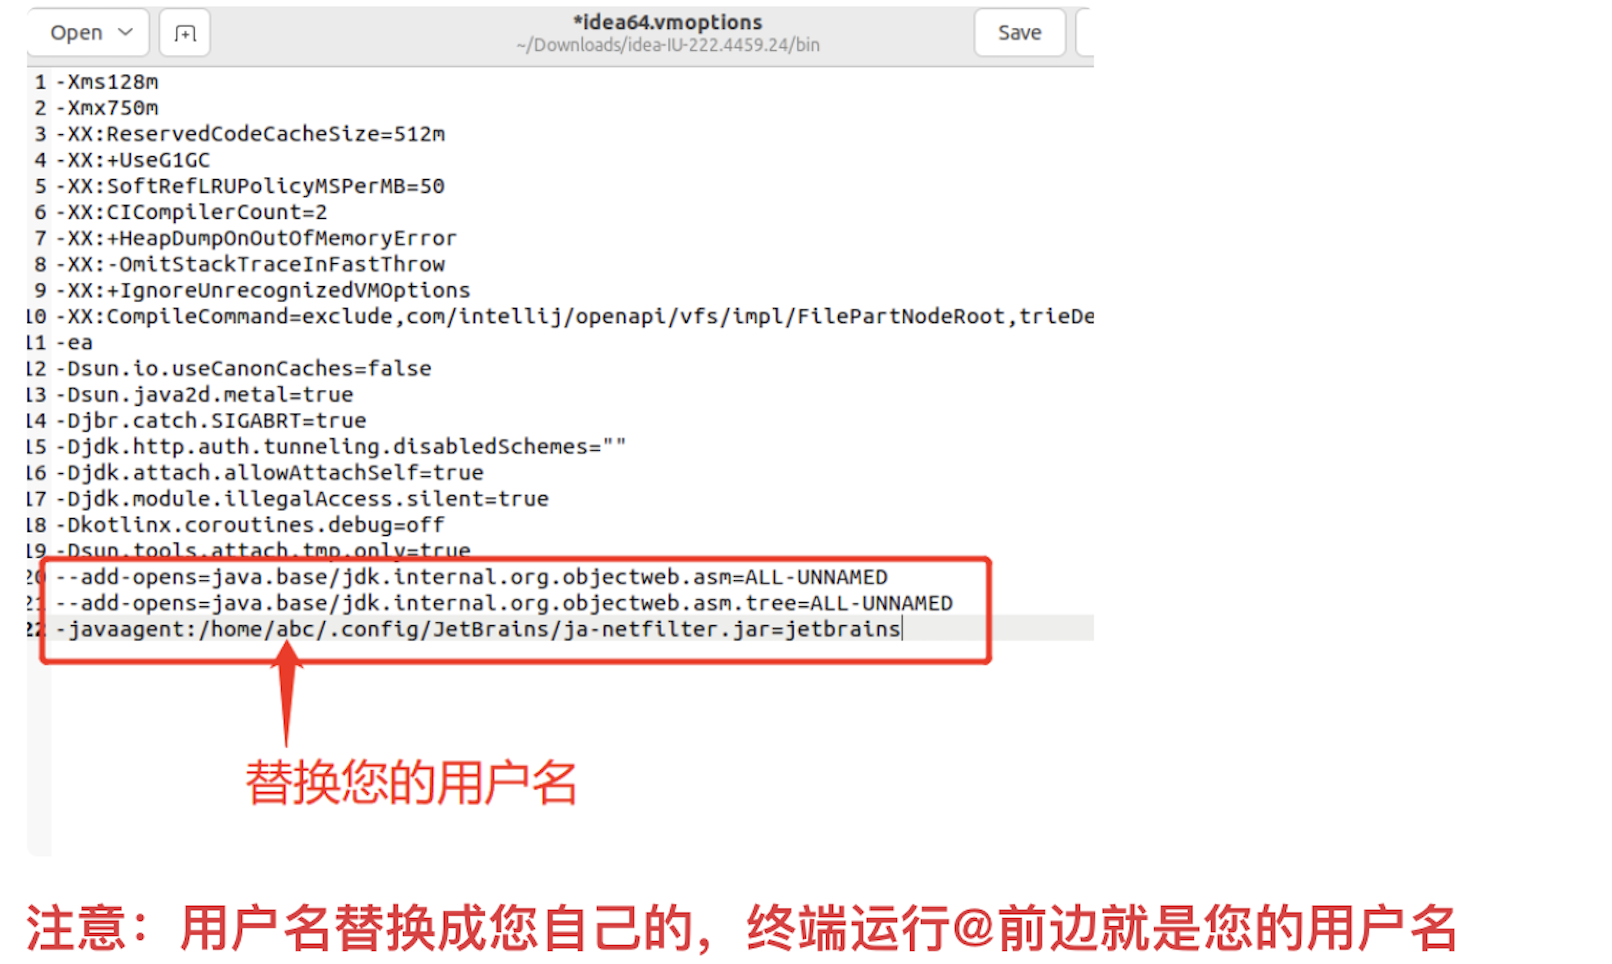 Open
*idea64.vmoptions
~/Downloads/idea-IU-222.4459.24/bin
Save
1 -Xms128m
2 -Xmx750m
3 -XX:ReservedCodeCacheSize=512m
4 -XX:+UseG1GC
5 -XX:SoftRefLRUPolicyMSPerMB=50
6 -XX:CICompilerCount=2
7 -XX:+HeapDumpOnOutOfMemoryError
8 -XX:-OmitStackTraceInFastThrow
9 -XX:+IgnoreUnrecognizedVMOptions
10 -XX:CompileCommand=exclude,com/intellij/openapi/vfs/impl/FilePartNodeRoot,trieDe
11 -ea
12 -Dsun.io.useCanonCaches=false
13 -Dsun.java2d.metal=true
14 -Djbr.catch.SIGABRT=true
15 -Djdk.http.auth.tunneling.disabledSchemes=""
16 -Djdk.attach.allowAttachSelf=true
17 -Djdk.module.illegalAccess.silent=true
18 -Dkotlinx.coroutines.debug=off
19 -Dsun.tools.attach.tmp.only=true
20 --add-opens=java.base/jdk.internal.org.objectweb.asm=ALL-UNNAMED
21 --add-opens=java.base/jdk.internal.org.objectweb.asm.tree=ALL-UNNAMED
22 -javaagent:/home/abc/.config/JetBrains/ja-netfilter.jar=jetbrains
替换您的用户名
注意：用户名替换成您自己的，终端运行@前边就是您的用户名